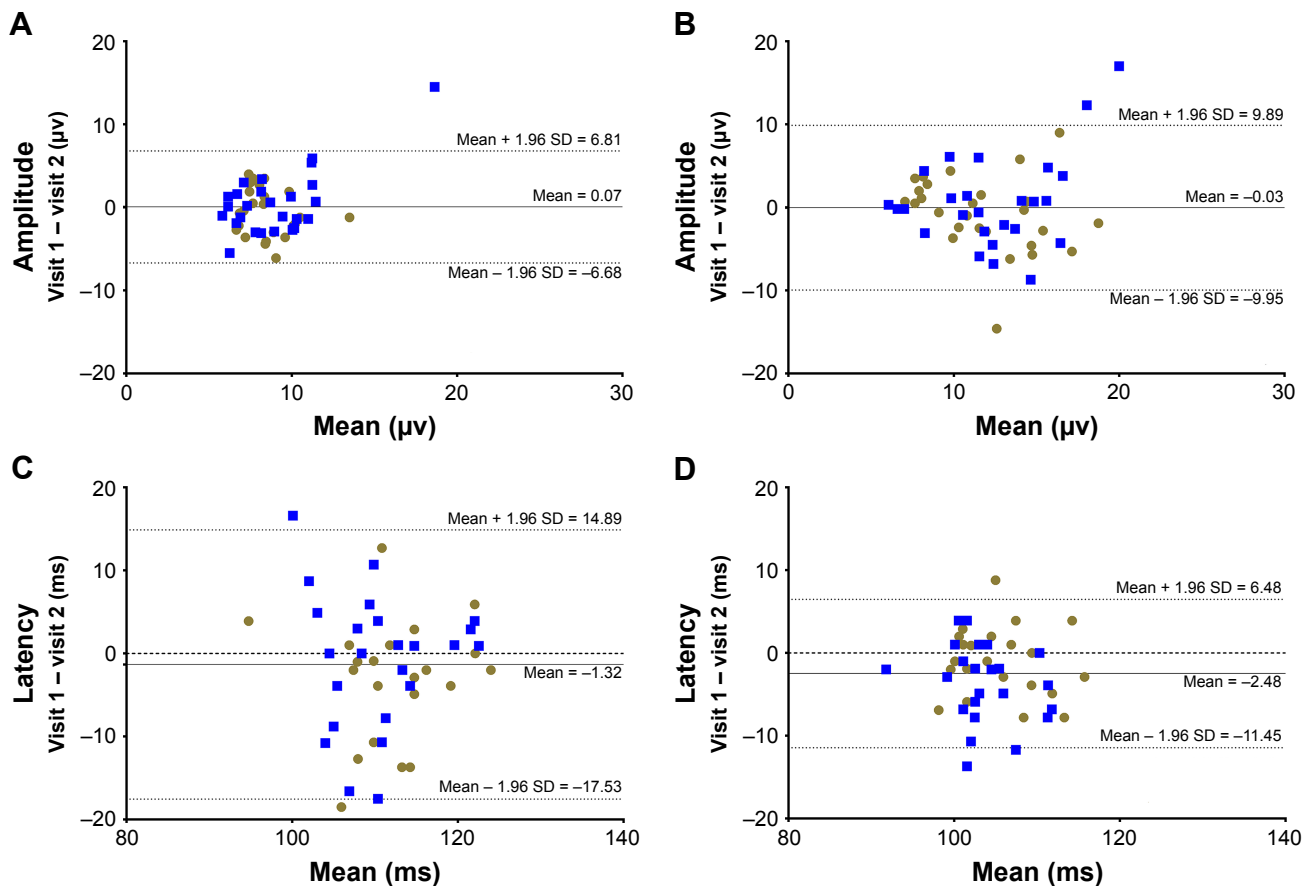 A
Amplitude
Visit 1 – visit 2 (µv)
20
10
0
–10
–20
Mean + 1.96 SD = 6.81
Mean = 0.07
Mean – 1.96 SD = –6.68
0
10
20
30
Mean (µv)
B
Amplitude
Visit 1 – visit 2 (µv)
20
10
0
–10
–20
Mean + 1.96 SD = 9.89
Mean = –0.03
Mean – 1.96 SD = –9.95
0
10
20
30
Mean (µv)
C
Latency
Visit 1 – visit 2 (ms)
20
10
0
–10
–20
Mean + 1.96 SD = 14.89
Mean = –1.32
Mean – 1.96 SD = –17.53
80
100
120
140
Mean (ms)
D
Latency
Visit 1 – visit 2 (ms)
20
10
0
–10
–20
Mean + 1.96 SD = 6.48
Mean = –2.48
Mean – 1.96 SD = –11.45
80
100
120
140
Mean (ms)